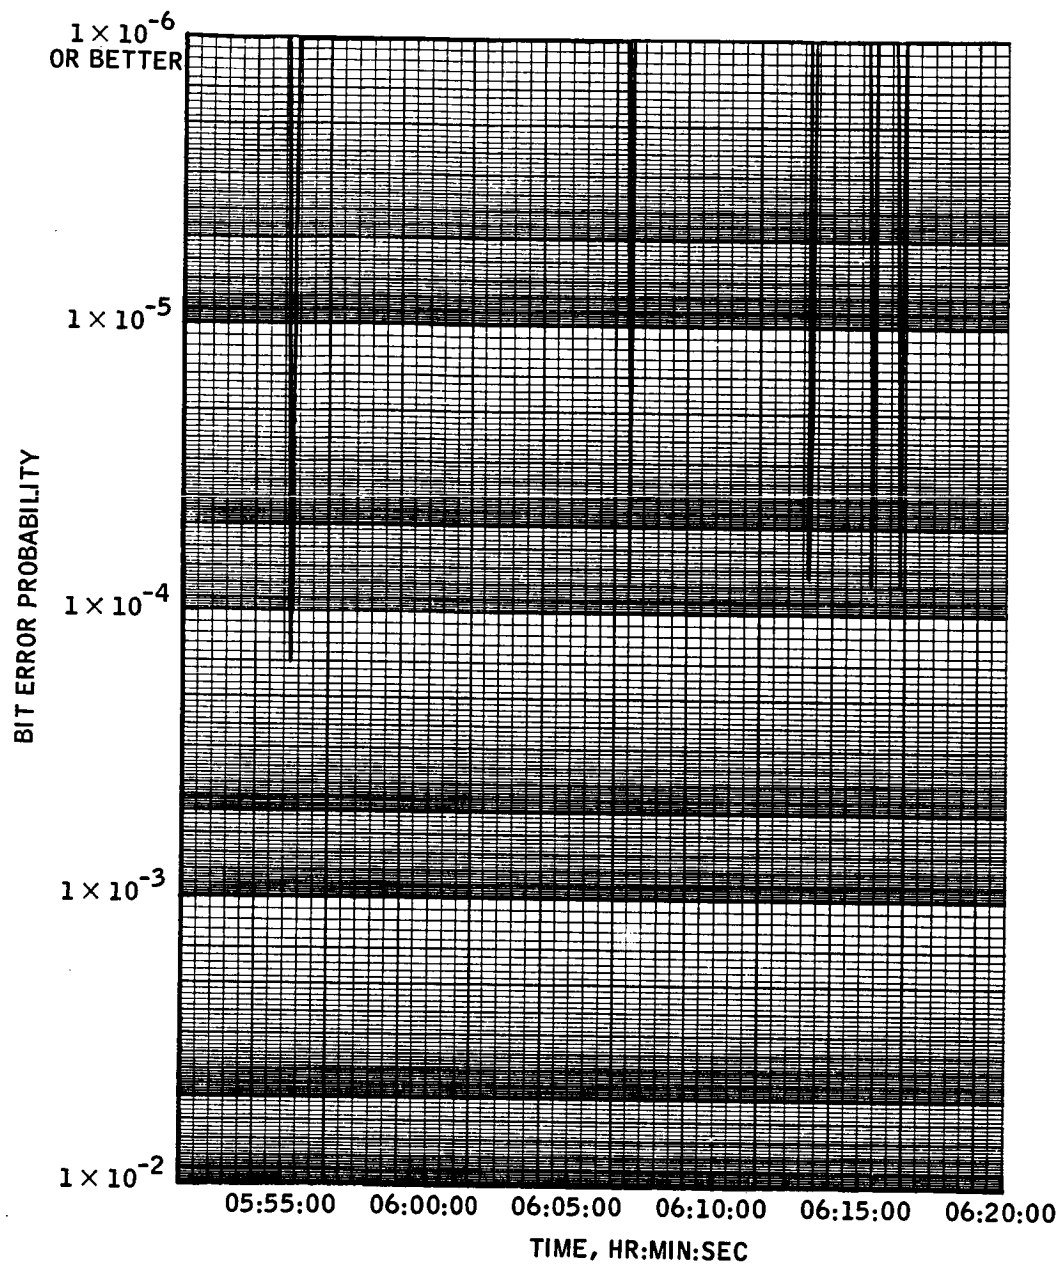 1 × 10⁻⁶
OR BETTER
1 × 10⁻⁵
1 × 10⁻⁴
1 × 10⁻³
1 × 10⁻²
BIT ERROR PROBABILITY
05:55:00 06:00:00 06:05:00 06:10:00 06:15:00 06:20:00
TIME, HR:MIN:SEC